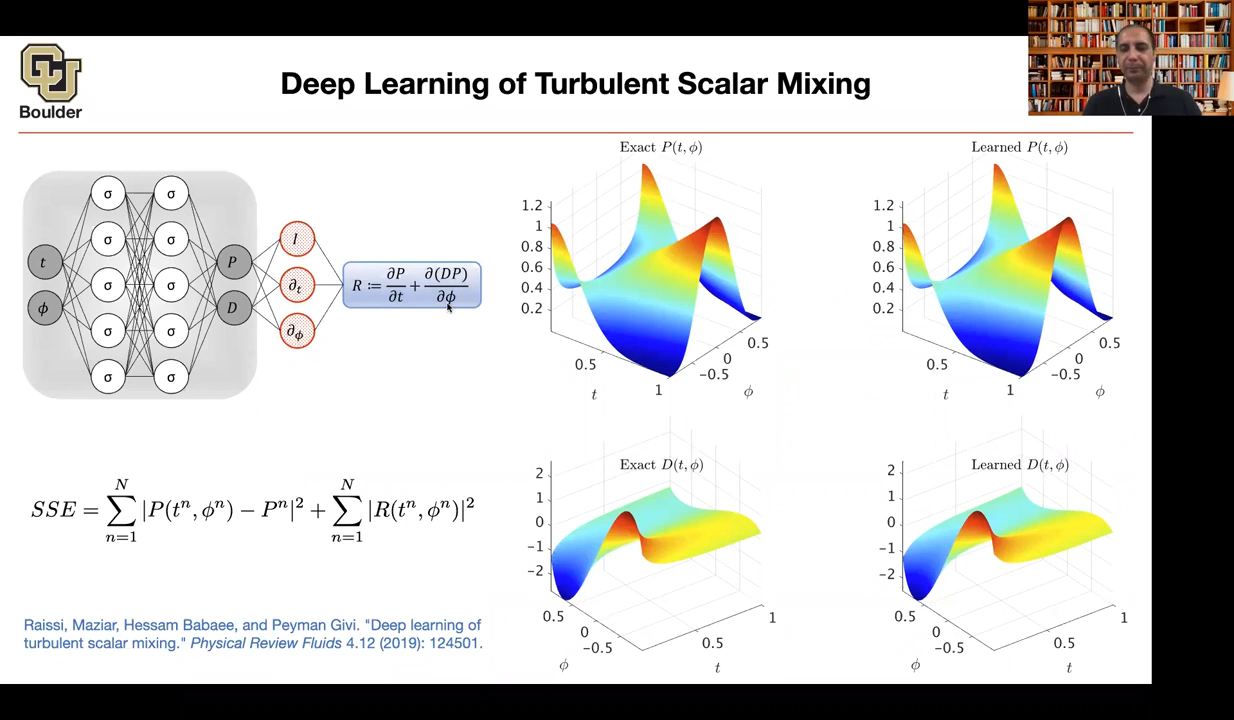 Deep Learning of Turbulent Scalar Mixing
Boulder
t
ϕ
σ σ
σ σ
σ σ
σ σ
σ σ
P
D
I
∂t
∂ϕ
R := ∂P/∂t + ∂(DP)/∂ϕ
SSE = ∑_{n=1}^{N} |P(t^n, ϕ^n) − P^n|^2 + ∑_{n=1}^{N} |R(t^n, ϕ^n)|^2
Raissi, Maziar, Hessam Babaee, and Peyman Givi. "Deep learning of
turbulent scalar mixing." Physical Review Fluids 4.12 (2019): 124501.
Exact P(t, ϕ)
1.2
1
0.8
0.6
0.4
0.2
0.5
1
t
0.5
0
−0.5
ϕ
Learned P(t, ϕ)
1.2
1
0.8
0.6
0.4
0.2
0.5
1
t
0.5
0
−0.5
ϕ
Exact D(t, ϕ)
2
1
0
−1
−2
0.5
0
−0.5
ϕ
0.5
1
t
Learned D(t, ϕ)
2
1
0
−1
−2
0.5
0
−0.5
ϕ
0.5
1
t